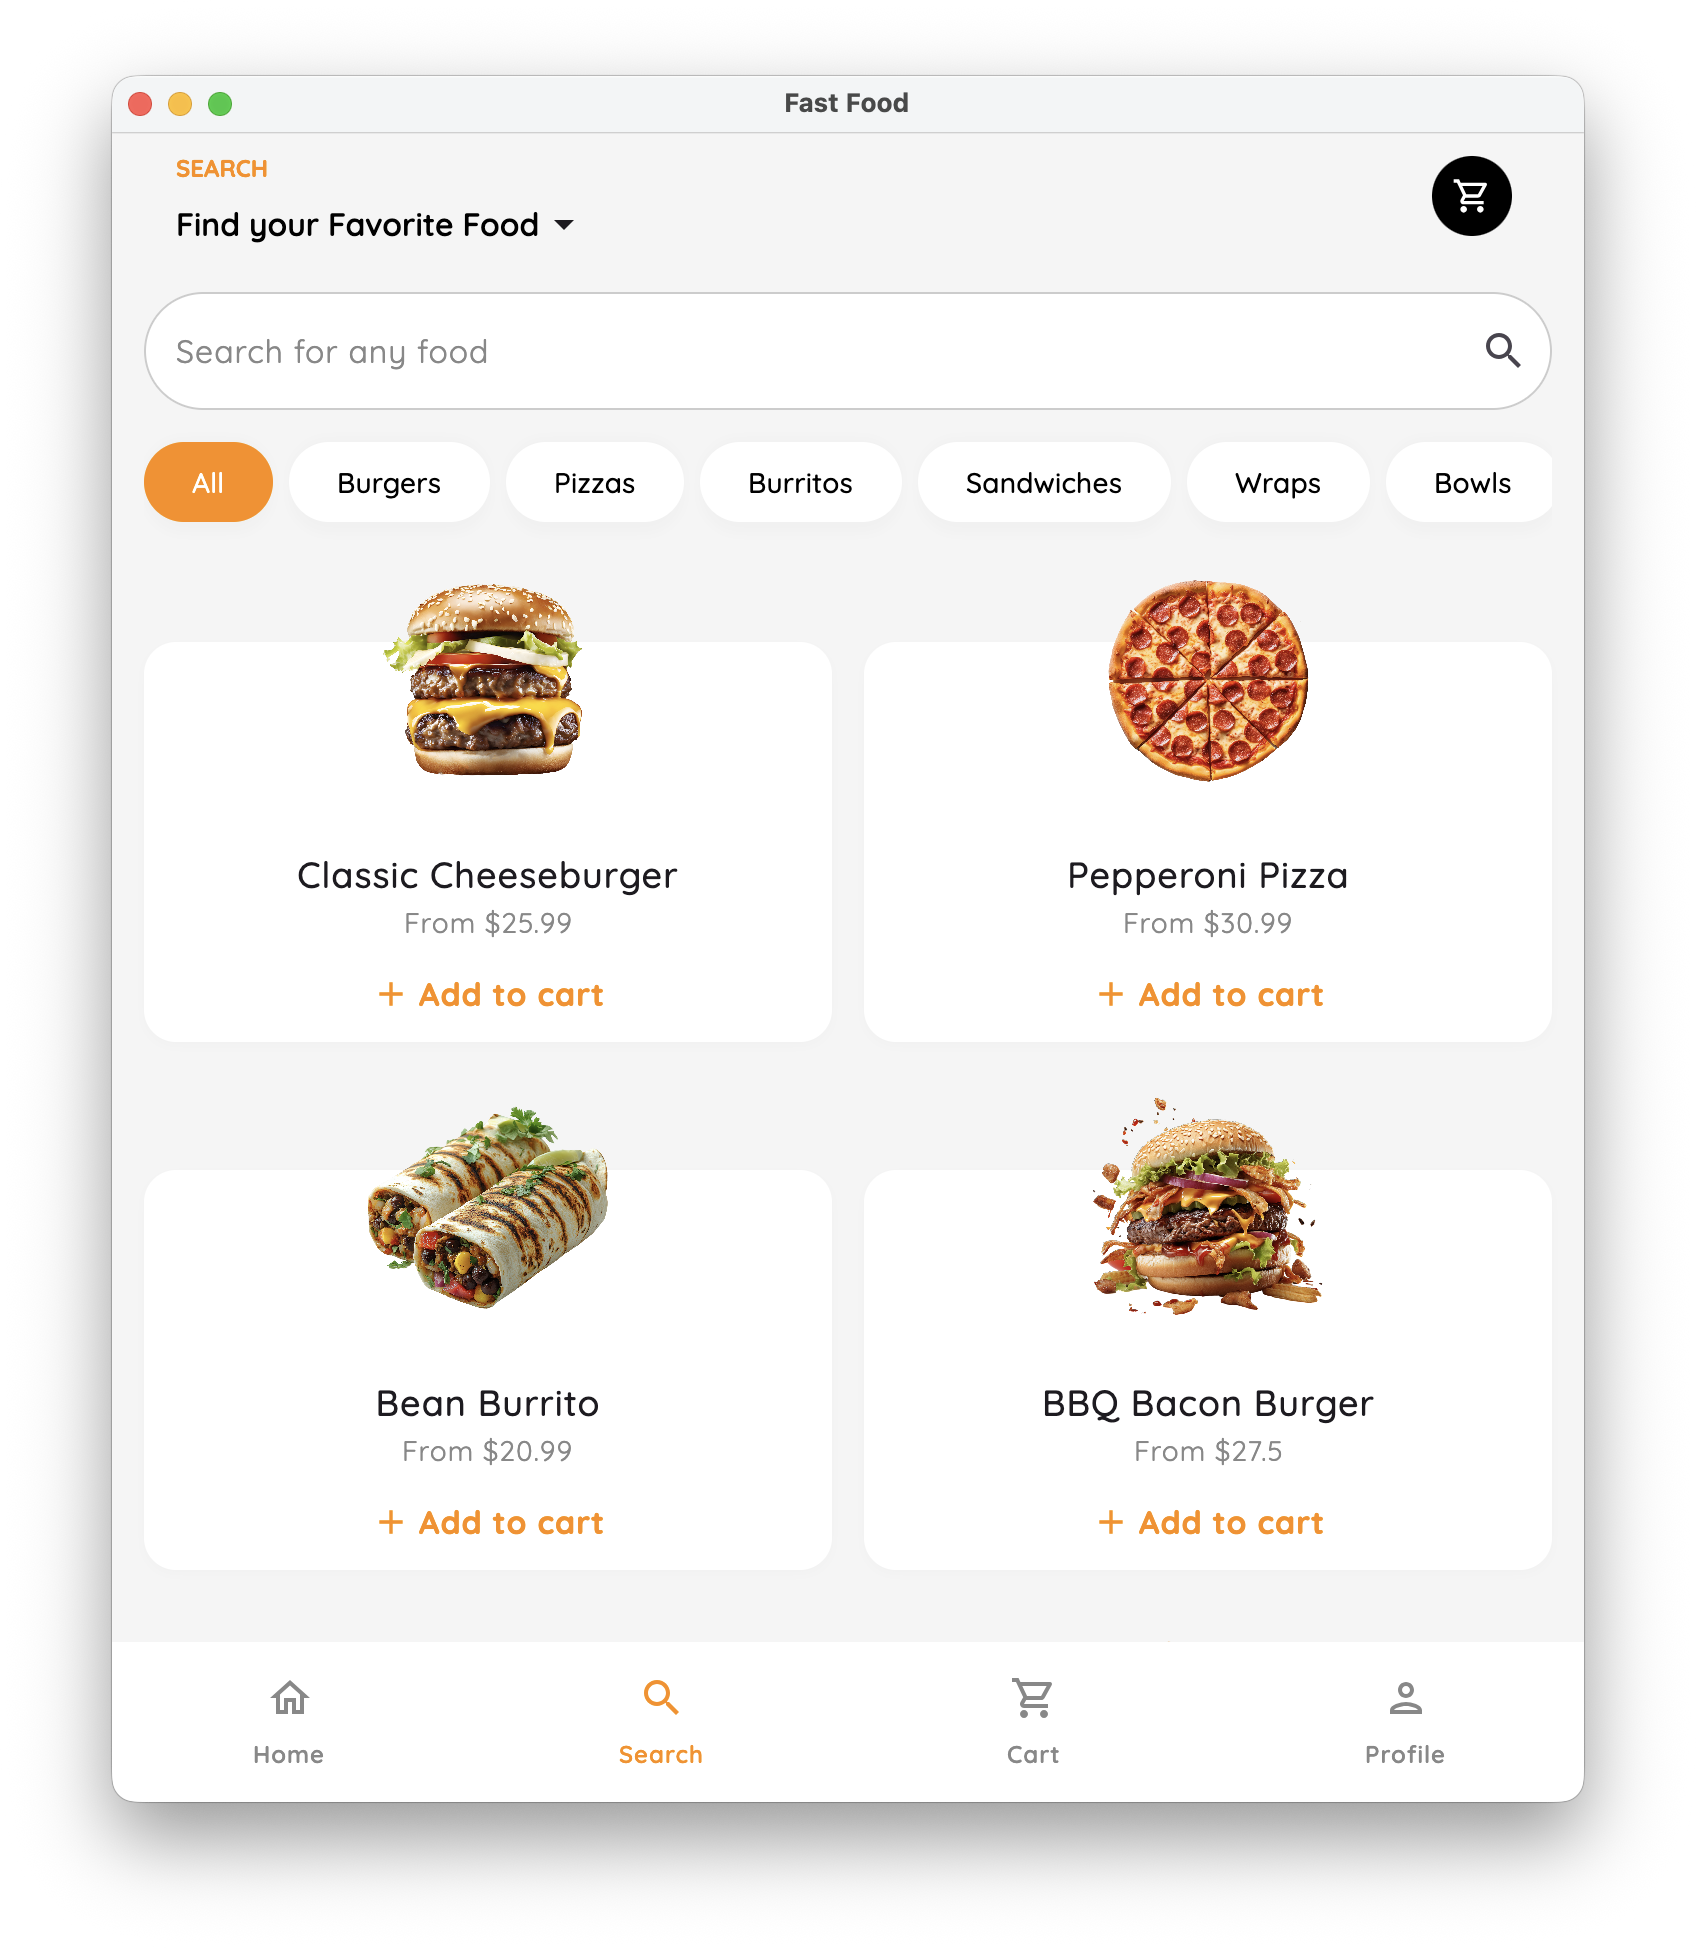 Fast Food
SEARCH
Find your Favorite Food
Search for any food
All Burgers Pizzas Burritos Sandwiches Wraps Bowls
Classic Cheeseburger
From $25.99
+ Add to cart
Pepperoni Pizza
From $30.99
+ Add to cart
Bean Burrito
From $20.99
+ Add to cart
BBQ Bacon Burger
From $27.5
+ Add to cart
Home Search Cart Profile